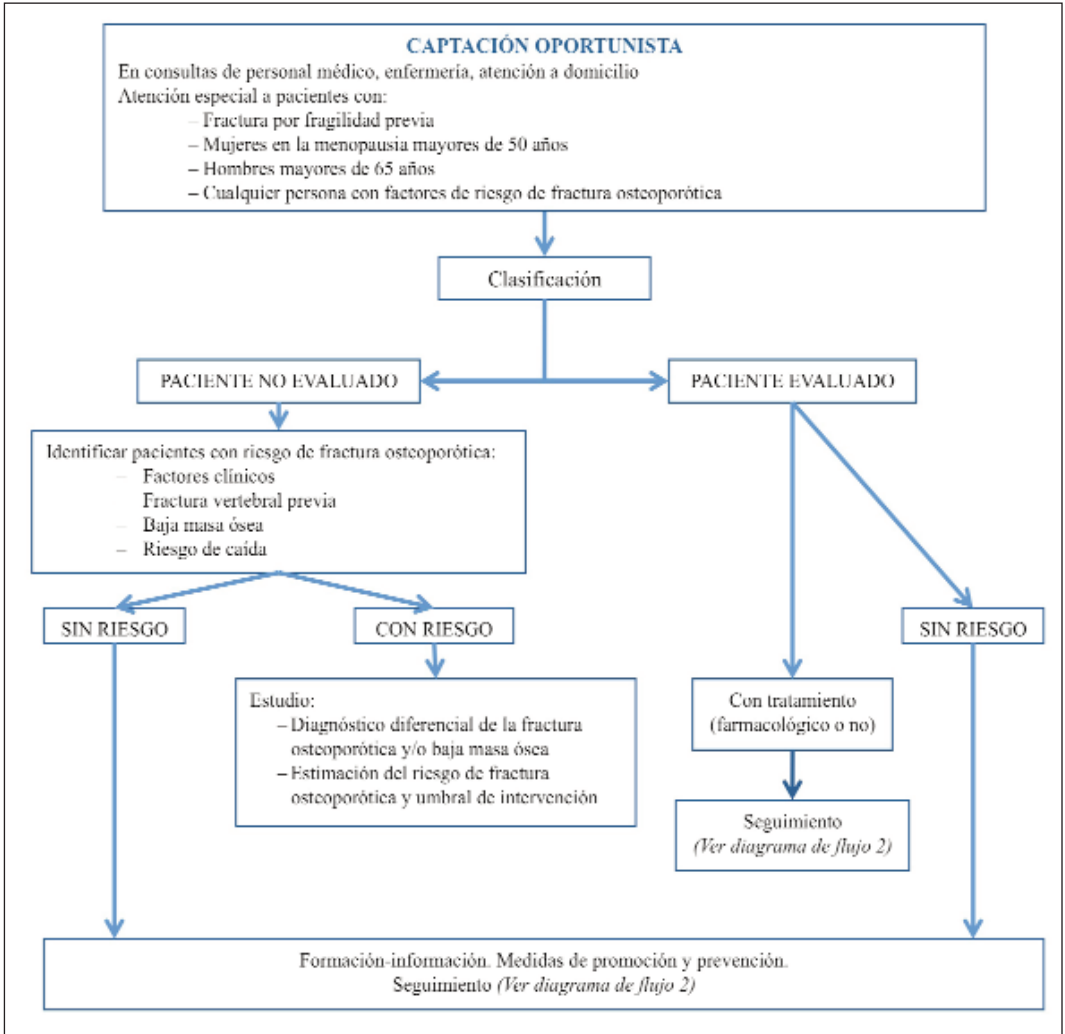 CAPTACIÓN OPORTUNISTA
En consultas de personal médico, enfermería, atención a domicilio
Atención especial a pacientes con:
– Fractura por fragilidad previa
– Mujeres en la menopausia mayores de 50 años
– Hombres mayores de 65 años
– Cualquier persona con factores de riesgo de fractura osteoporótica
Clasificación
PACIENTE NO EVALUADO
PACIENTE EVALUADO
Identificar pacientes con riesgo de fractura osteoporótica:
– Factores clínicos
Fractura vertebral previa
– Baja masa ósea
– Riesgo de caída
SIN RIESGO
CON RIESGO
SIN RIESGO
Estudio:
– Diagnóstico diferencial de la fractura
osteoporótica y/o baja masa ósea
– Estimación del riesgo de fractura
osteoporótica y umbral de intervención
Con tratamiento
(farmacológico o no)
Seguimiento
(Ver diagrama de flujo 2)
Formación-información. Medidas de promoción y prevención.
Seguimiento (Ver diagrama de flujo 2)